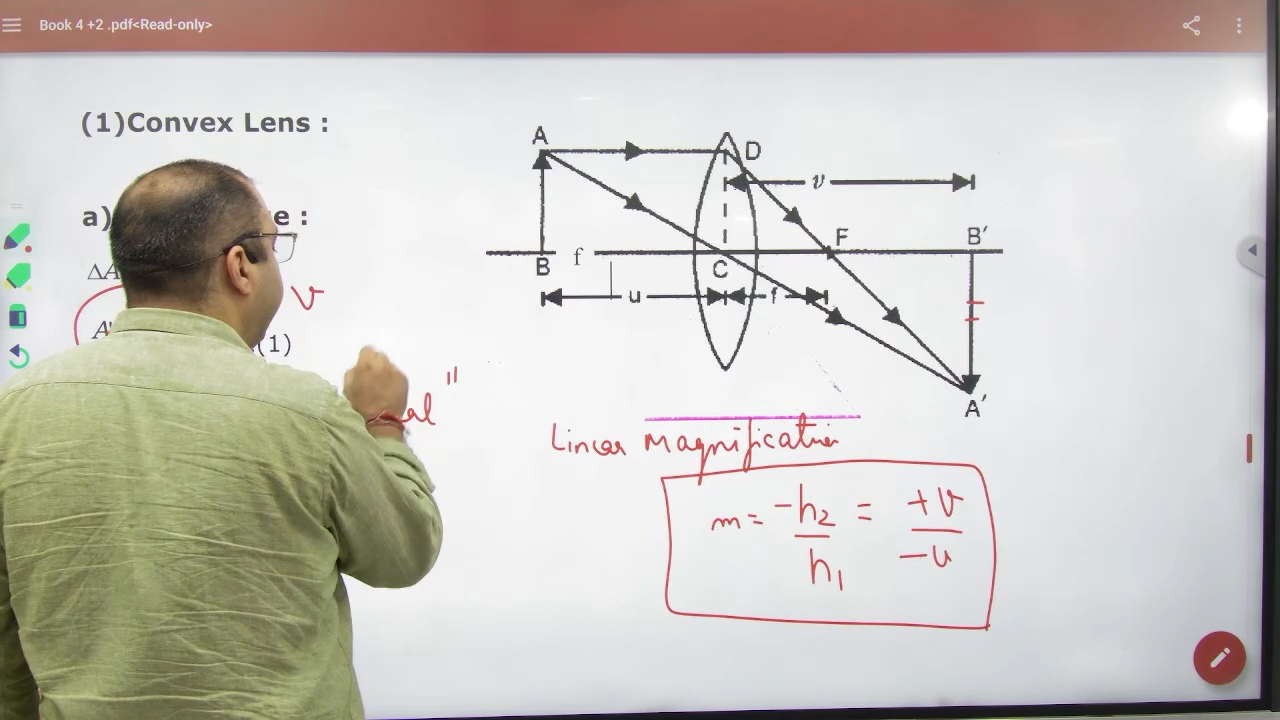 Book 4 +2 .pdf<Read-only>
(1)Convex Lens :
a) e :
ΔA
A'
(1)
v
al "
A
D
v
F
B'
B
f
C
u
f
A'
Linear Magnification
m = -h2 / h1 = +v / -u